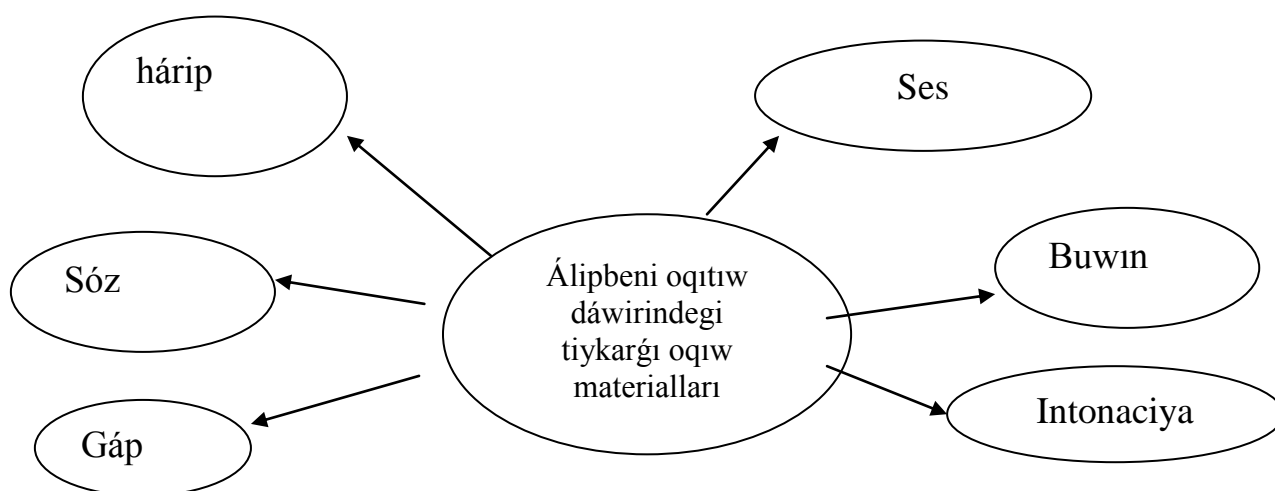 hárip
Ses
Sóz
Álipbeni oqıtıw
dáwirindegi
tiykarǵı oqıw
materialları
Buwın
Gáp
Intonaciya